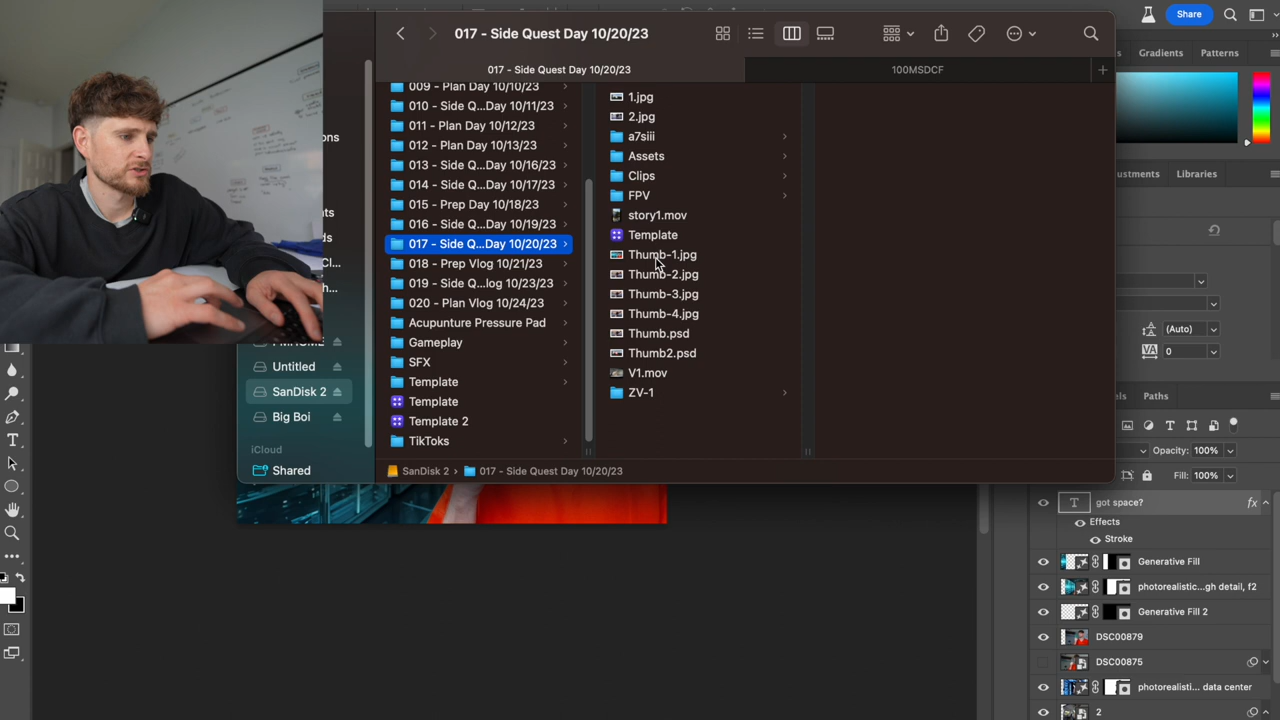 Share
017 - Side Quest Day 10/20/23
017 - Side Quest Day 10/20/23
100MSDCF
Gradients
Patterns
ustments
Libraries
009 - Plan Day 10/10/23
010 - Side Q...Day 10/11/23
011 - Plan Day 10/12/23
012 - Plan Day 10/13/23
013 - Side Q...Day 10/16/23
014 - Side Q...Day 10/17/23
015 - Prep Day 10/18/23
016 - Side Q...Day 10/19/23
017 - Side Q...Day 10/20/23
018 - Prep Vlog 10/21/23
019 - Side Q...log 10/23/23
020 - Plan Vlog 10/24/23
Acupunture Pressure Pad
Gameplay
SFX
Template
Template
Template 2
TikToks
1.jpg
2.jpg
a7siii
Assets
Clips
FPV
story1.mov
Template
Thumb-1.jpg
Thumb-2.jpg
Thumb-3.jpg
Thumb-4.jpg
Thumb.psd
Thumb2.psd
V1.mov
ZV-1
ons
nts
ds
Cl...
Untitled
SanDisk 2
Big Boi
iCloud
Shared
SanDisk 2 › 017 - Side Quest Day 10/20/23
(Auto)
0
els
Paths
Opacity: 100%
Fill: 100%
T got space? fx
Effects
Stroke
Generative Fill
photorealistic...gh detail, f2
Generative Fill 2
DSC00879
DSC00875
photorealisti... data center
2